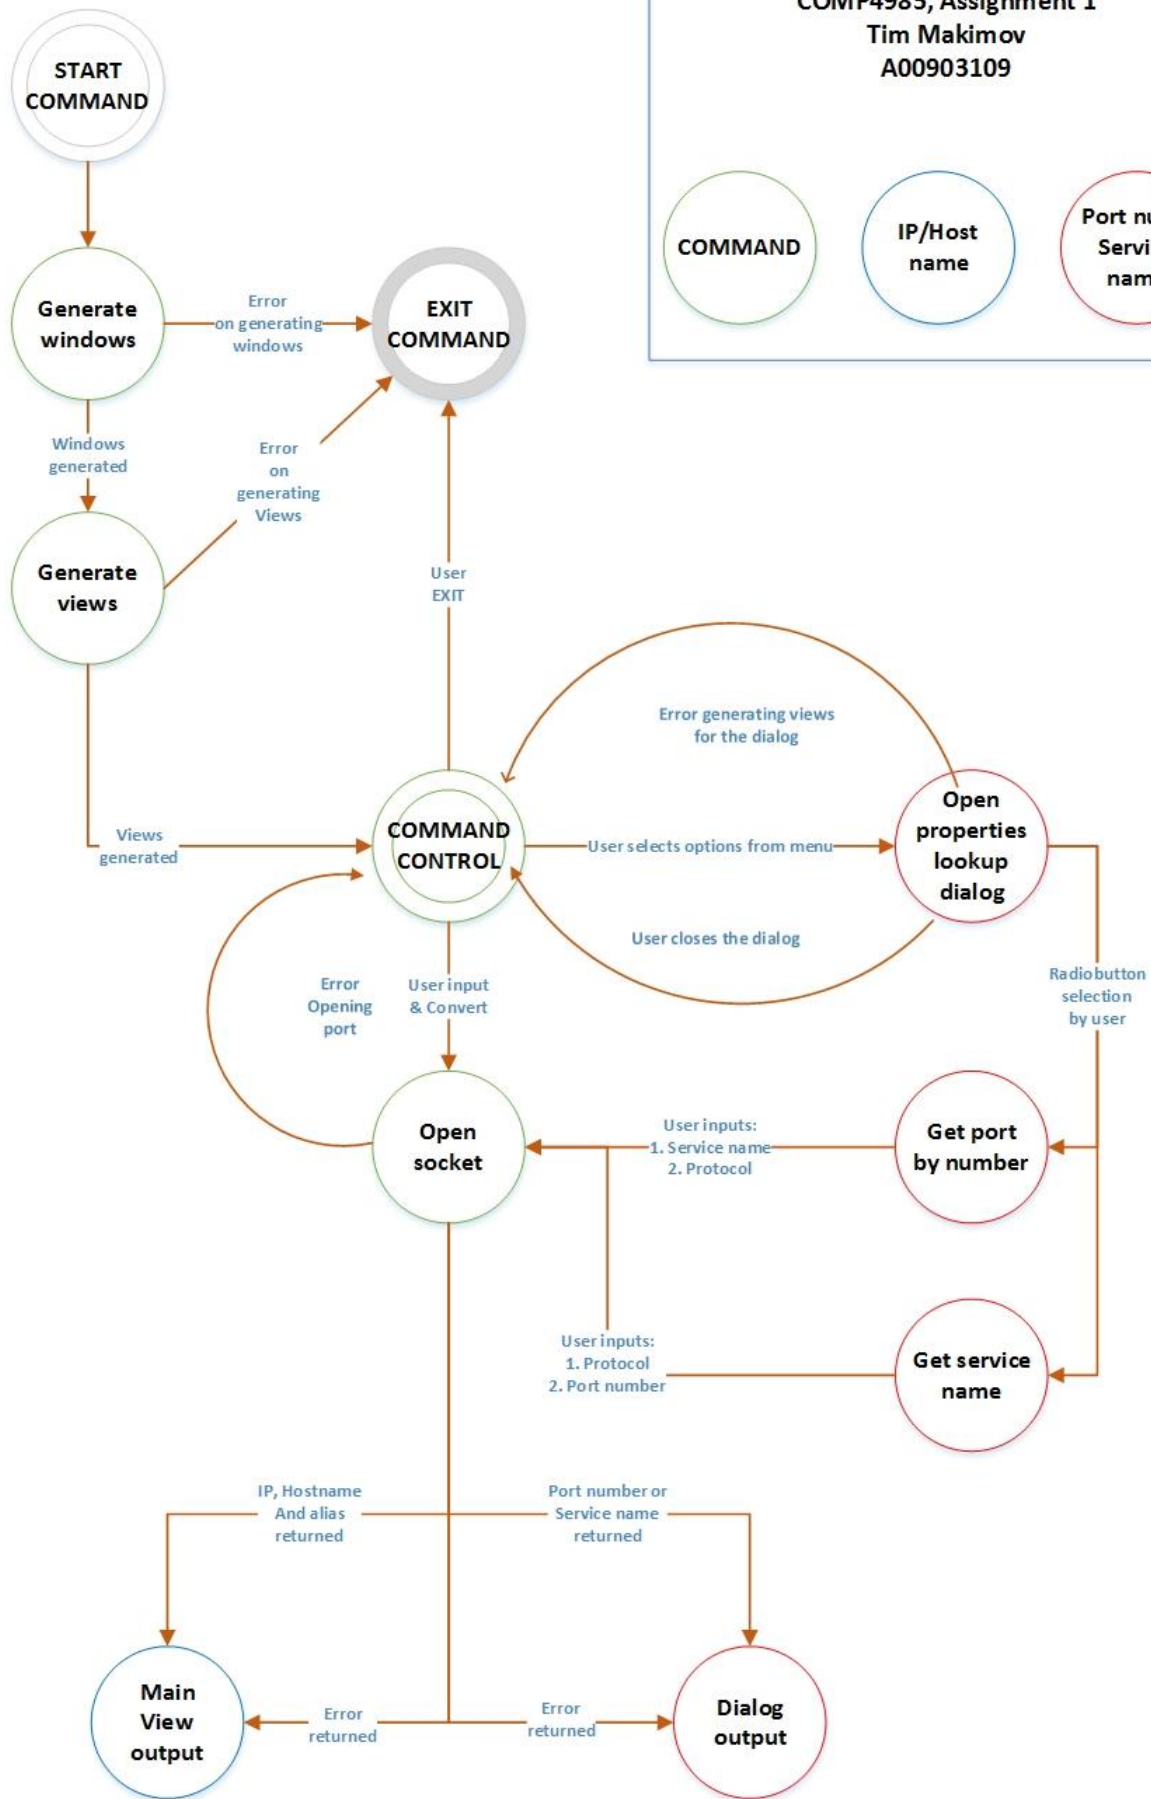 COMP4985, Assignment 1
Tim Makimov
A00903109
START
COMMAND
COMMAND
IP/Host
name
Port
Generate
windows
Error
on generating
windows
EXIT
COMMAND
Windows
generated
Error
on
generating
Views
Generate
views
User
EXIT
Error generating views
for the dialog
Views
generated
COMMAND
CONTROL
User selects options from menu
Open
properties
lookup
dialog
User closes the dialog
Error
Opening
port
User input
& Convert
Radiobutton
selection
by user
Open
socket
User inputs:
1. Service name
2. Protocol
Get port
by number
User inputs:
1. Protocol
2. Port number
Get service
name
IP, Hostname
And alias
returned
Port number or
Service name
returned
Main
View
output
Error
returned
Error
returned
Dialog
output